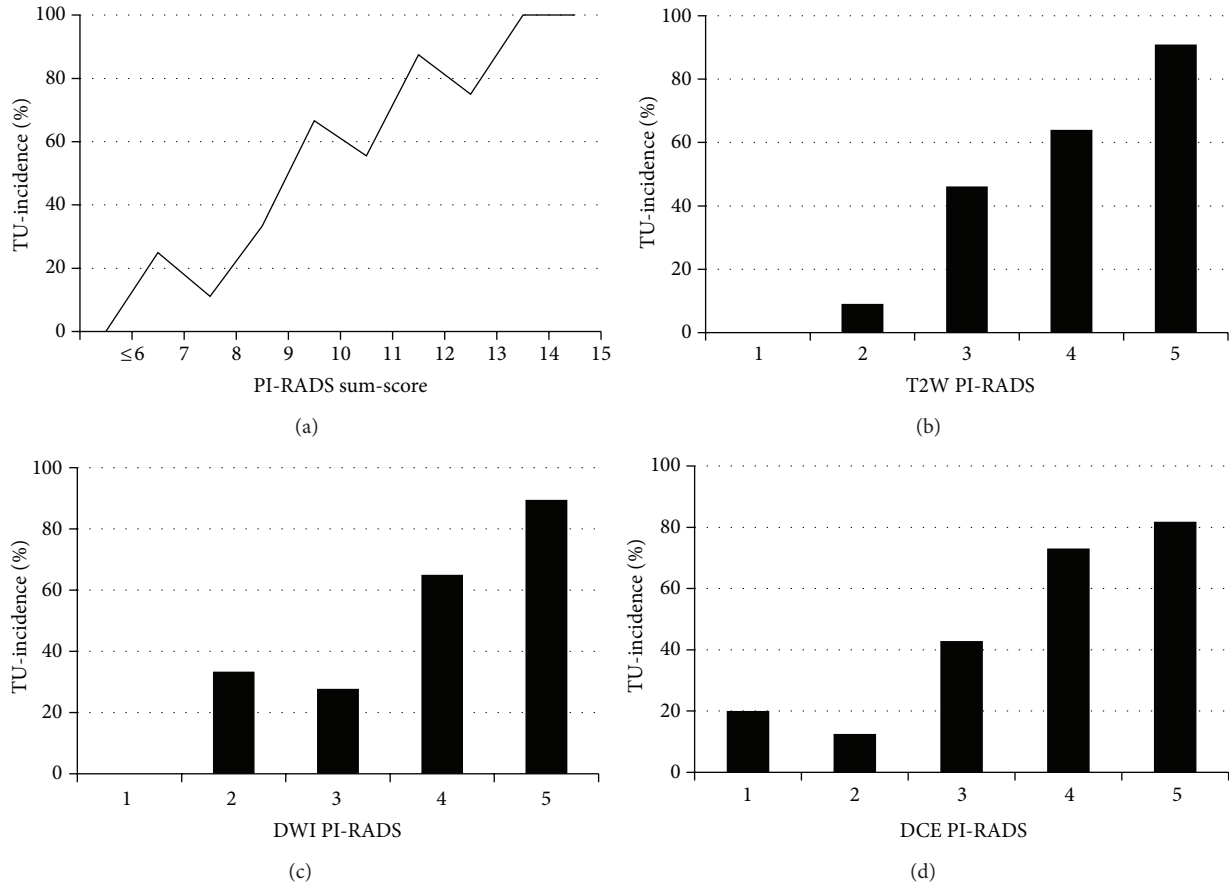 100
80
60
40
20
0
TU-incidence (%)
≤6 7 8 9 10 11 12 13 14 15
PI-RADS sum-score
(a)
100
80
60
40
20
0
TU-incidence (%)
1 2 3 4 5
T2W PI-RADS
(b)
100
80
60
40
20
0
TU-incidence (%)
1 2 3 4 5
DWI PI-RADS
(c)
100
80
60
40
20
0
TU-incidence (%)
1 2 3 4 5
DCE PI-RADS
(d)